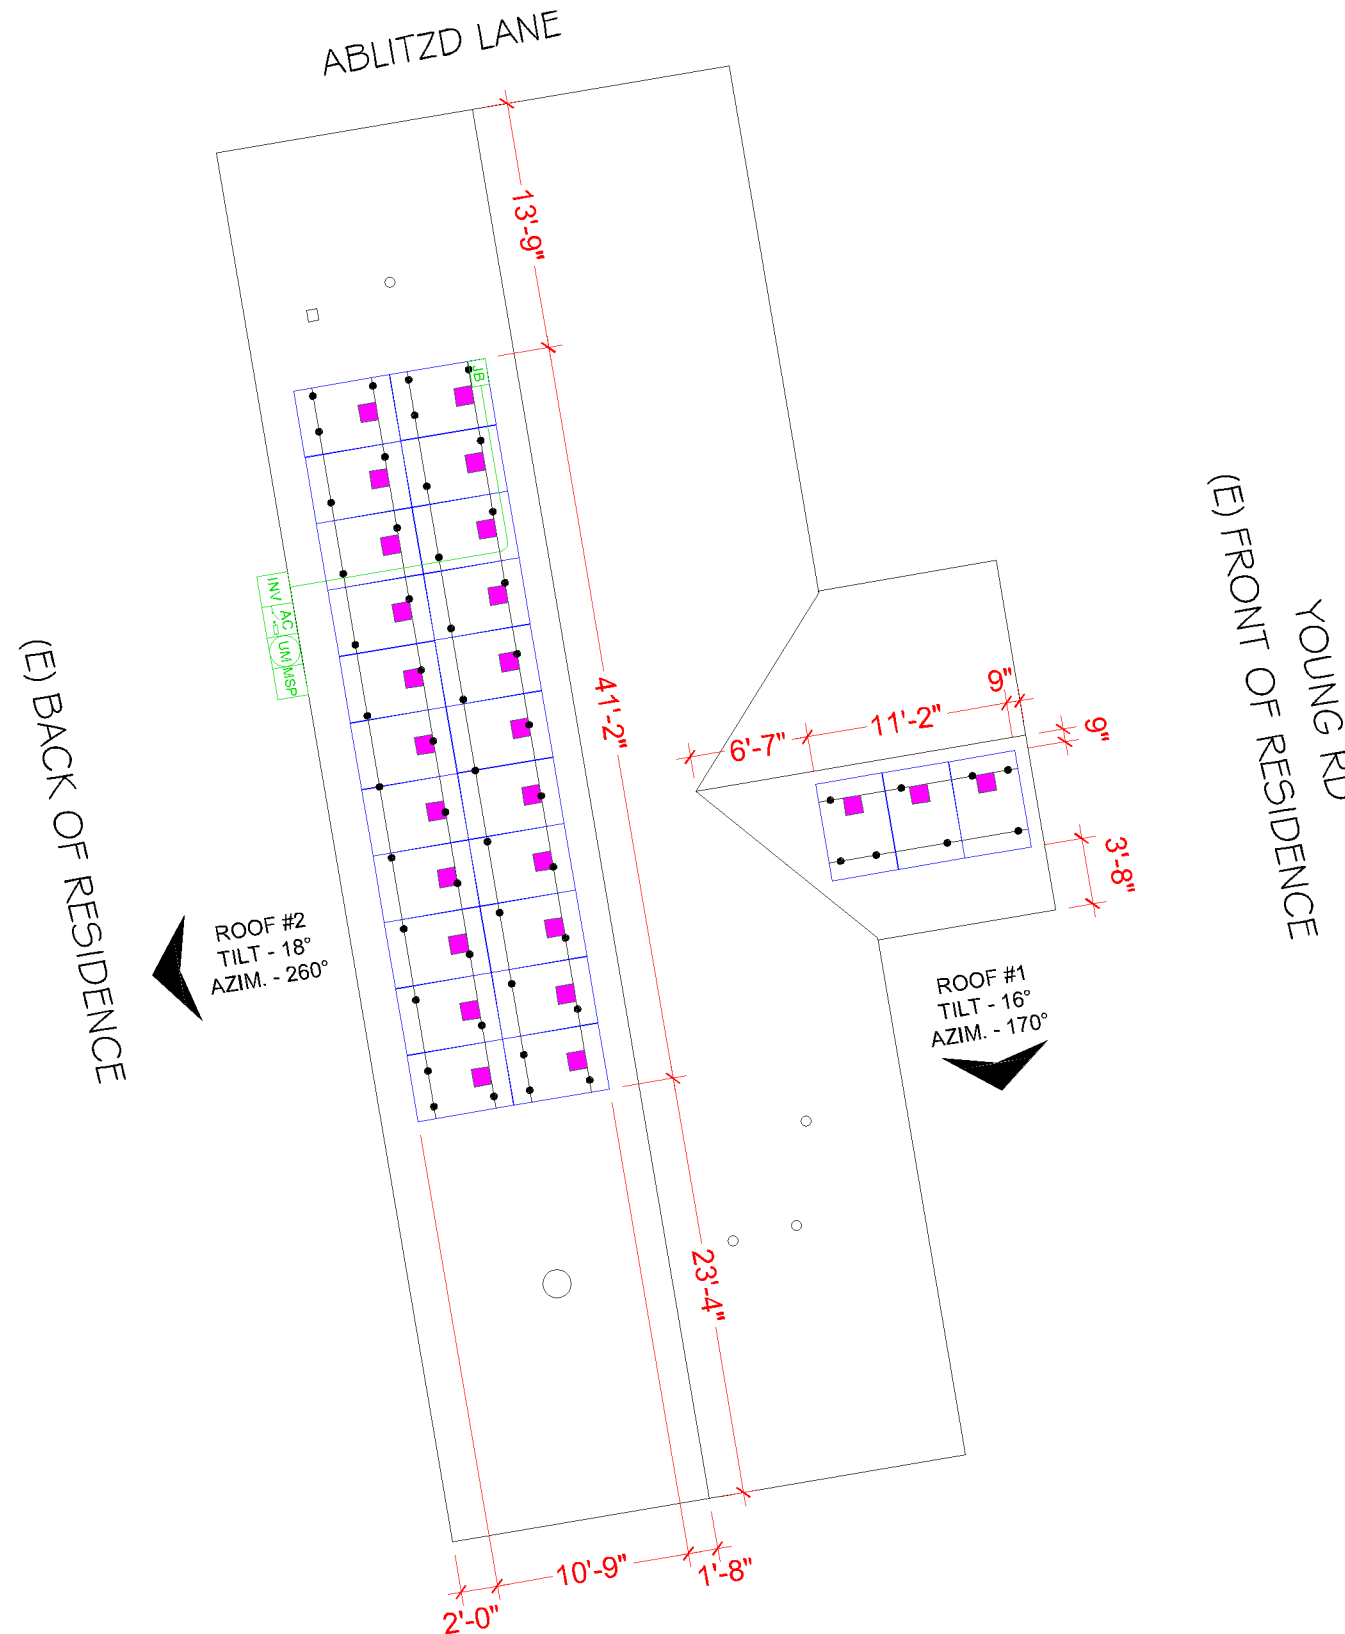 ABLITZD LANE
13'-9"
JB
41'-2"
INV
AC
UM
MSP
(E) BACK OF RESIDENCE
ROOF #2
TILT - 18°
AZIM. - 260°
6'-7"
11'-2"
9"
9"
3'-8"
(E) FRONT OF RESIDENCE
YOUNG RD
ROOF #1
TILT - 16°
AZIM. - 170°
23'-4"
2'-0"
10'-9"
1'-8"